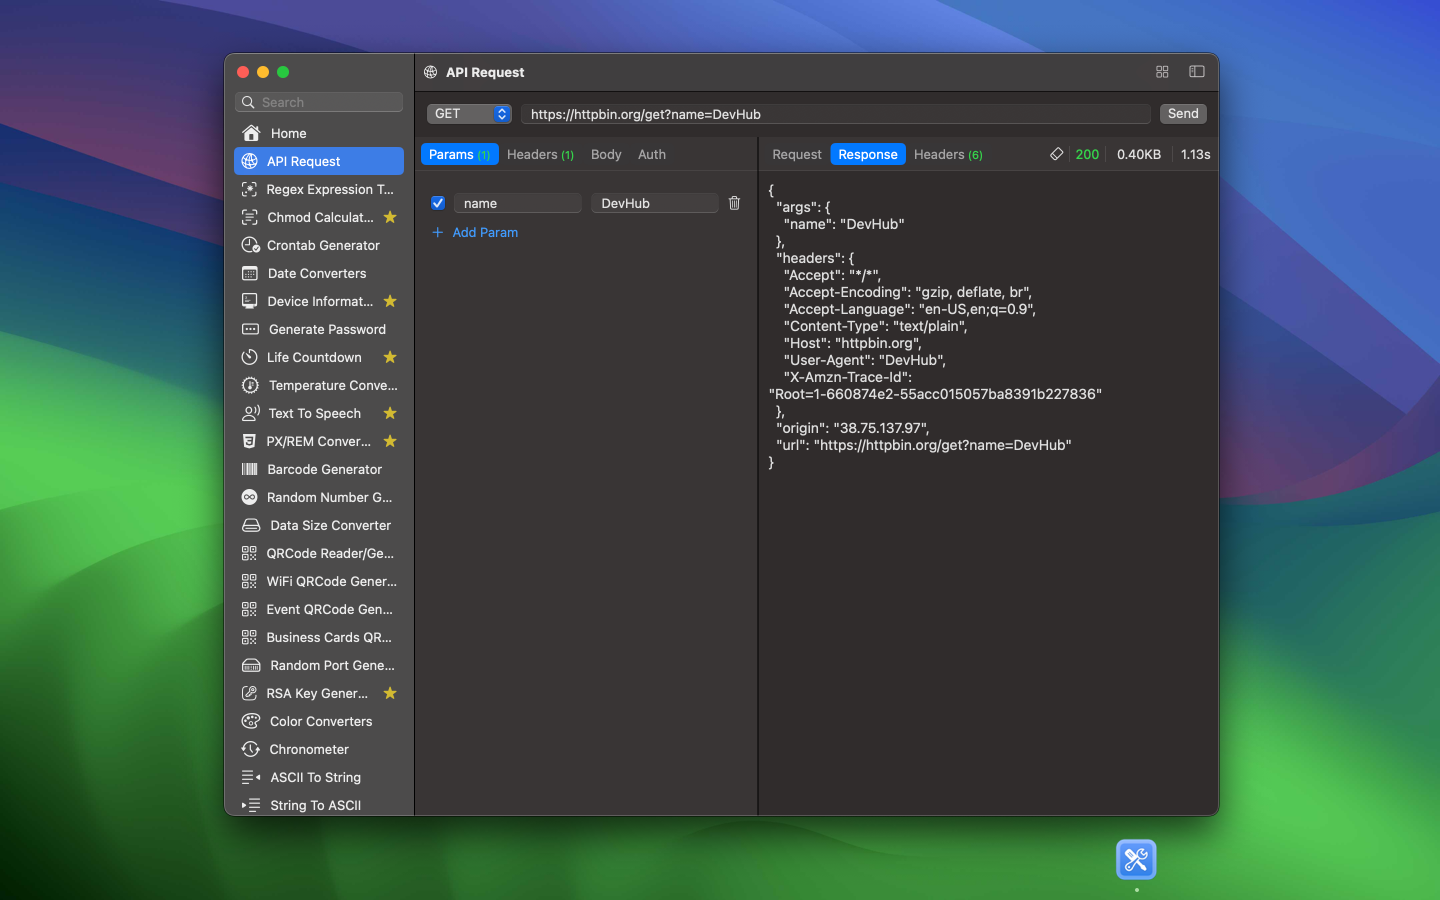 API Request
Search
Home
API Request
Regex Expression T...
Chmod Calculat...
Crontab Generator
Date Converters
Device Informat...
Generate Password
Life Countdown
Temperature Conve...
Text To Speech
PX/REM Conver...
Barcode Generator
Random Number G...
Data Size Converter
QRCode Reader/Ge...
WiFi QRCode Gener...
Event QRCode Gen...
Business Cards QR...
Random Port Gene...
RSA Key Gener...
Color Converters
Chronometer
ASCII To String
String To ASCII
GET https://httpbin.org/get?name=DevHub Send
Params (1) Headers (1) Body Auth
name DevHub
+ Add Param
Request Response Headers (6) 200 0.40KB 1.13s
{
"args": {
"name": "DevHub"
},
"headers": {
"Accept": "*/*",
"Accept-Encoding": "gzip, deflate, br",
"Accept-Language": "en-US,en;q=0.9",
"Content-Type": "text/plain",
"Host": "httpbin.org",
"User-Agent": "DevHub",
"X-Amzn-Trace-Id":
"Root=1-660874e2-55acc015057ba8391b227836"
},
"origin": "38.75.137.97",
"url": "https://httpbin.org/get?name=DevHub"
}